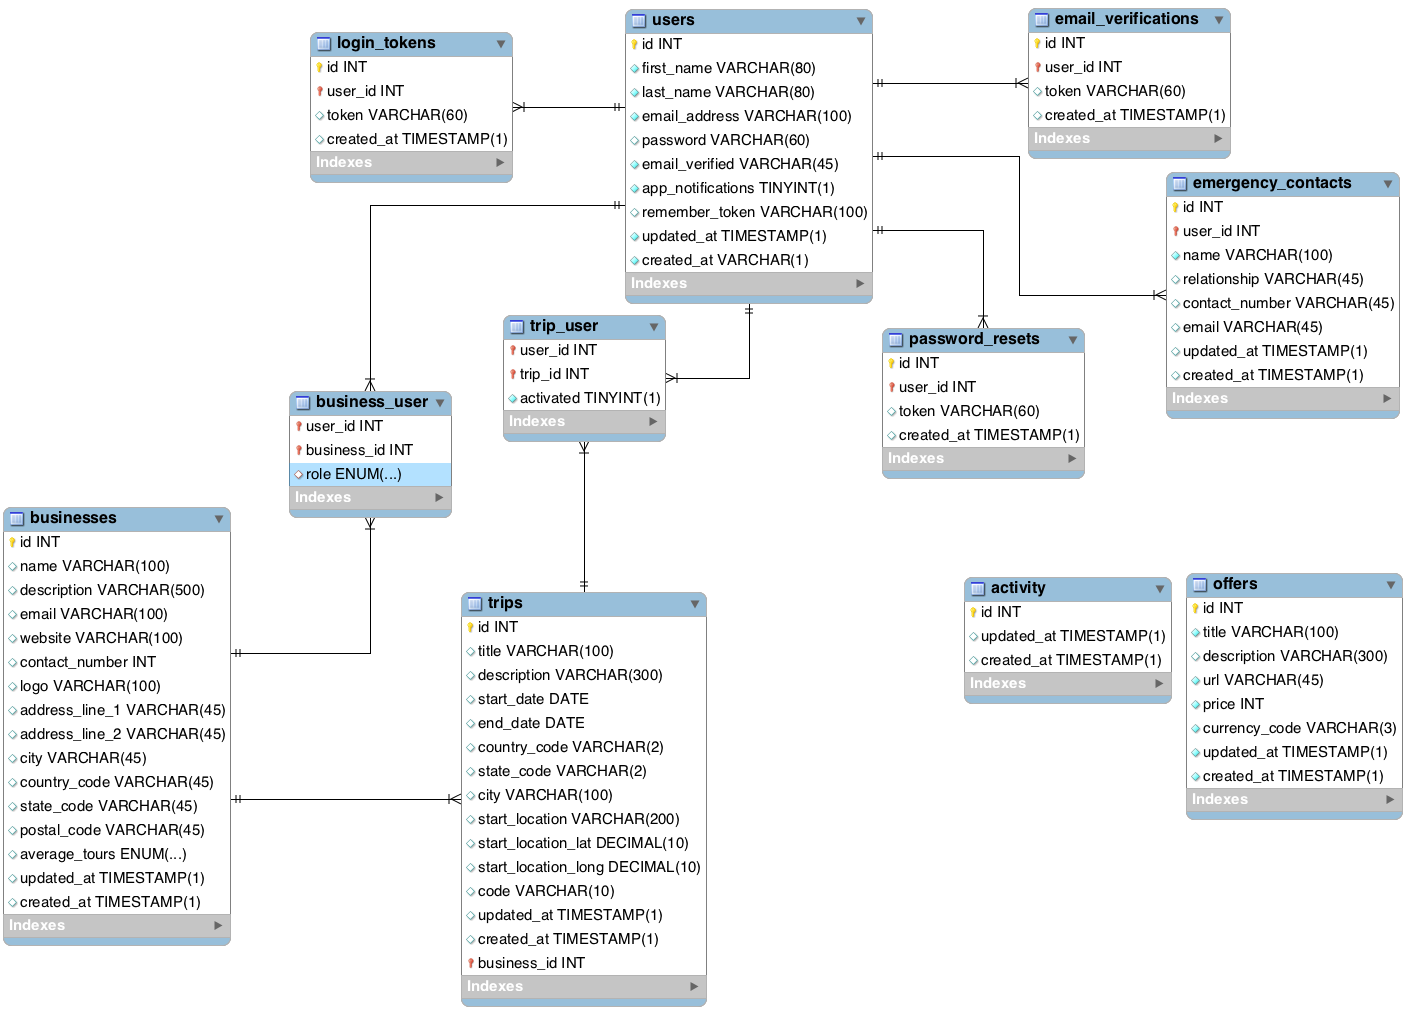 users
id INT
first_name VARCHAR(80)
last_name VARCHAR(80)
email_address VARCHAR(100)
password VARCHAR(60)
email_verified VARCHAR(45)
app_notifications TINYINT(1)
remember_token VARCHAR(100)
updated_at TIMESTAMP(1)
created_at VARCHAR(1)
Indexes
email_verifications
id INT
user_id INT
token VARCHAR(60)
created_at TIMESTAMP(1)
Indexes
login_tokens
id INT
user_id INT
token VARCHAR(60)
created_at TIMESTAMP(1)
Indexes
emergency_contacts
id INT
user_id INT
name VARCHAR(100)
relationship VARCHAR(45)
contact_number VARCHAR(45)
email VARCHAR(45)
updated_at TIMESTAMP(1)
created_at TIMESTAMP(1)
Indexes
trip_user
user_id INT
trip_id INT
activated TINYINT(1)
Indexes
password_resets
id INT
user_id INT
token VARCHAR(60)
created_at TIMESTAMP(1)
Indexes
business_user
user_id INT
business_id INT
role ENUM(...)
Indexes
businesses
id INT
name VARCHAR(100)
description VARCHAR(500)
email VARCHAR(100)
website VARCHAR(100)
contact_number INT
logo VARCHAR(100)
address_line_1 VARCHAR(45)
address_line_2 VARCHAR(45)
city VARCHAR(45)
country_code VARCHAR(45)
state_code VARCHAR(45)
postal_code VARCHAR(45)
average_tours ENUM(...)
updated_at TIMESTAMP(1)
created_at TIMESTAMP(1)
Indexes
trips
id INT
title VARCHAR(100)
description VARCHAR(300)
start_date DATE
end_date DATE
country_code VARCHAR(2)
state_code VARCHAR(2)
city VARCHAR(100)
start_location VARCHAR(200)
start_location_lat DECIMAL(10)
start_location_long DECIMAL(10)
code VARCHAR(10)
updated_at TIMESTAMP(1)
created_at TIMESTAMP(1)
business_id INT
Indexes
activity
id INT
updated_at TIMESTAMP(1)
created_at TIMESTAMP(1)
Indexes
offers
id INT
title VARCHAR(100)
description VARCHAR(300)
url VARCHAR(45)
price INT
currency_code VARCHAR(3)
updated_at TIMESTAMP(1)
created_at TIMESTAMP(1)
Indexes